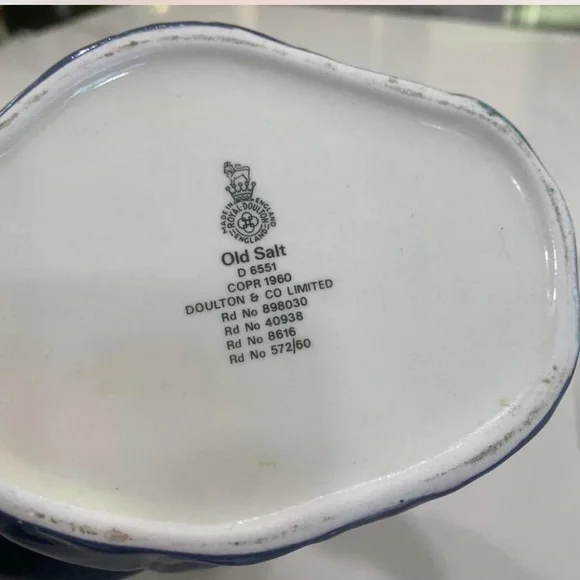 MADE IN ENGLAND
ROYAL DOULTON
ENGLAND
Old Salt
D 6551
COPR 1960
DOULTON & CO LIMITED
Rd No 898030
Rd No 40938
Rd No 8616
Rd No 572/60